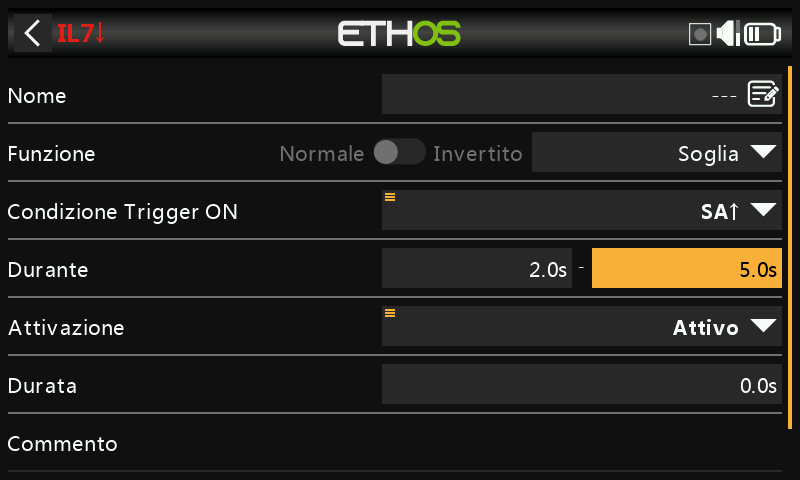 IL7↓ ETHOS
Nome ---
Funzione Normale Invertito Soglia
Condizione Trigger ON SA↑
Durante 2.0s - 5.0s
Attivazione Attivo
Durata 0.0s
Commento